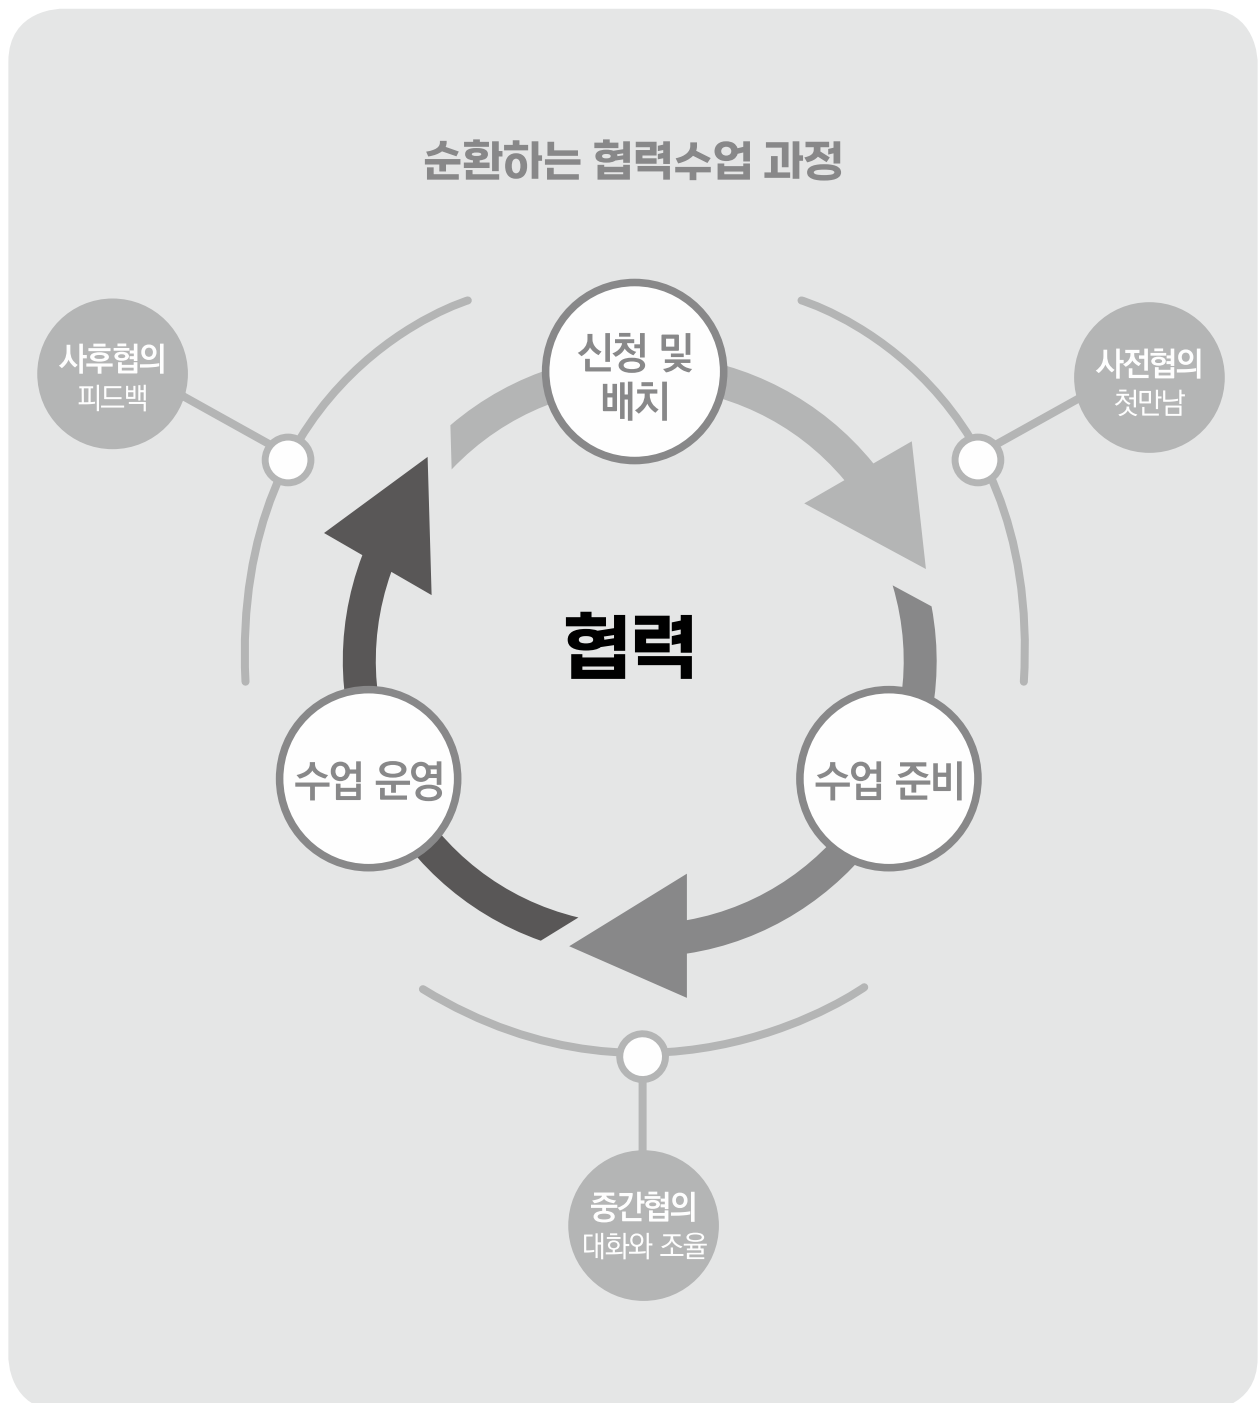 순환하는 협력수업 과정
신청 및
배치
사후협의
피드백
사전협의
첫만남
협력
수업 운영
수업 준비
중간협의
대화와 조율